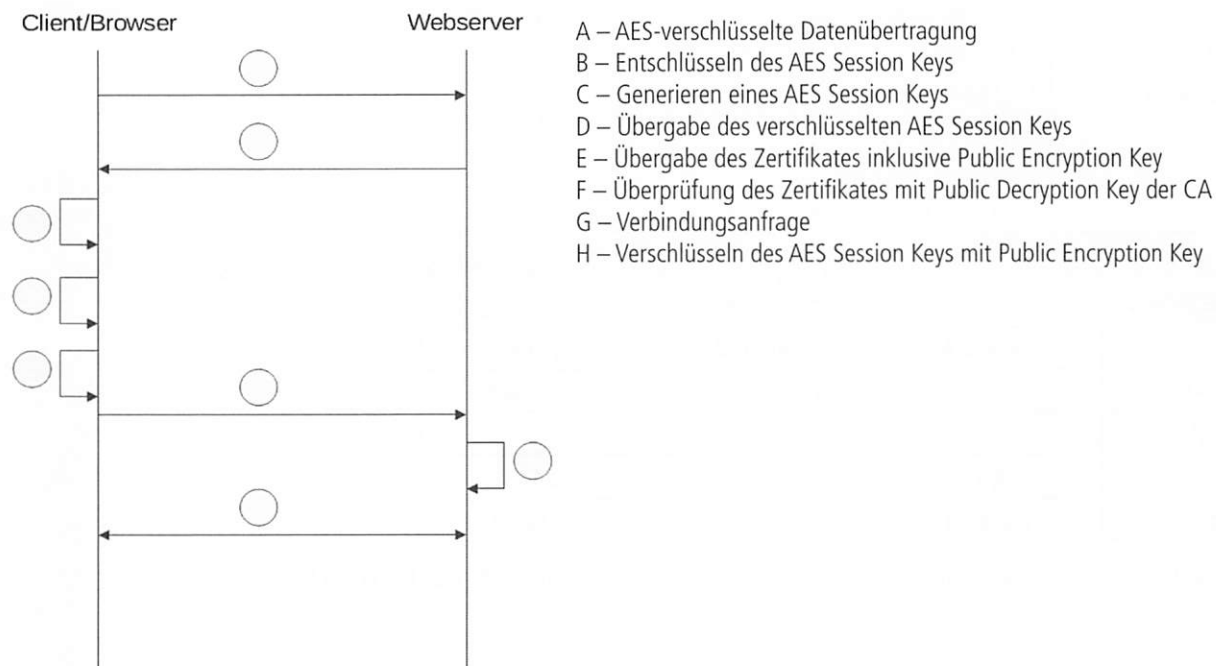 Client/Browser
Webserver
A – AES-verschlüsselte Datenübertragung
B – Entschlüsseln des AES Session Keys
C – Generieren eines AES Session Keys
D – Übergabe des verschlüsselten AES Session Keys
E – Übergabe des Zertifikates inklusive Public Encryption Key
F – Überprüfung des Zertifikates mit Public Decryption Key der CA
G – Verbindungsanfrage
H – Verschlüsseln des AES Session Keys mit Public Encryption Key